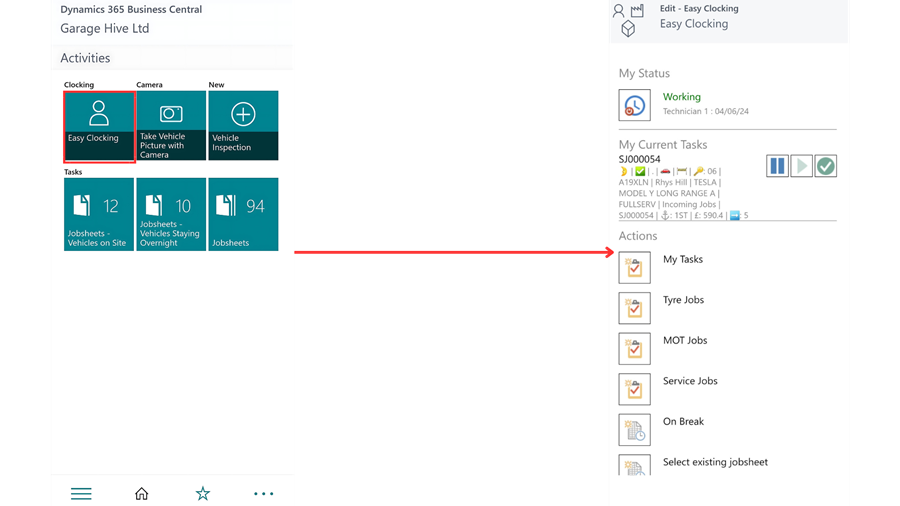 Dynamics 365 Business Central
Garage Hive Ltd
Activities
Clocking
Camera
New
Easy Clocking
Take Vehicle
Picture with
Camera
Vehicle
Inspection
Tasks
12
Jobsheets -
Vehicles on Site
10
Jobsheets -
Vehicles Staying
Overnight
94
Jobsheets
Edit - Easy Clocking
Easy Clocking
My Status
Working
Technician 1 : 04/06/24
My Current Tasks
SJ000054
🌛 | ✅ | . | 🚗 | 🛏️ | 🔑: 06 |
A19XLN | Rhys Hill | TESLA |
MODEL Y LONG RANGE A |
FULLSERV | Incoming Jobs |
SJ000054 | ⚓: 1ST | £: 590.4 | ➡️ 5
Actions
My Tasks
Tyre Jobs
MOT Jobs
Service Jobs
On Break
Select existing jobsheet